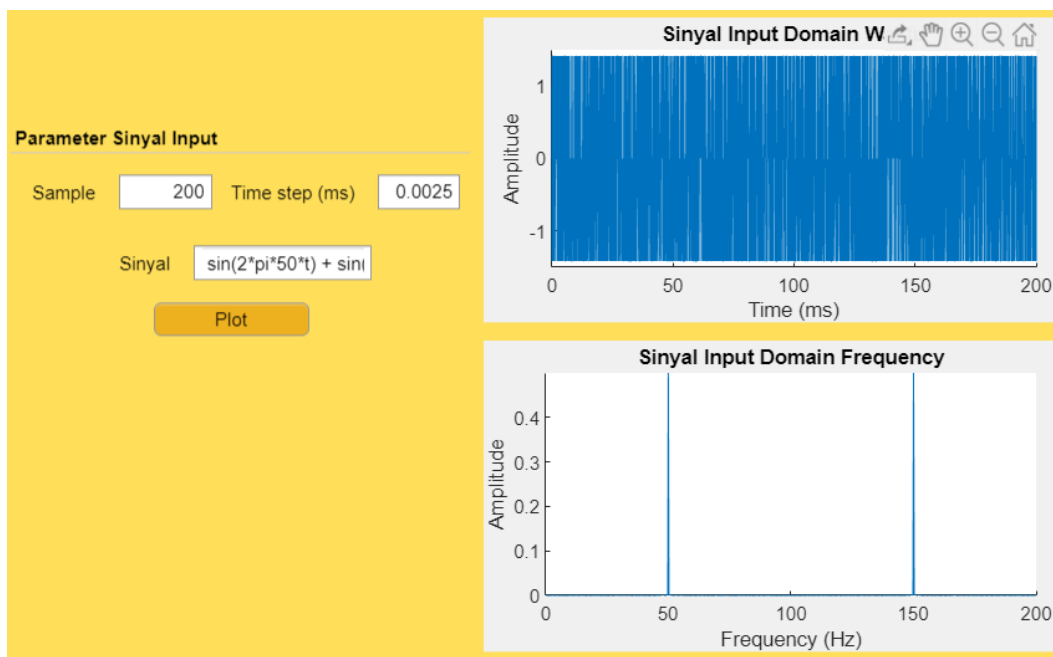 Parameter Sinyal Input
Sample 200 Time step (ms) 0.0025
Sinyal sin(2*pi*50*t) + sin(
Plot
Sinyal Input Domain W
Amplitude
1
0
-1
0 50 100 150 200
Time (ms)
Sinyal Input Domain Frequency
Amplitude
0.4
0.3
0.2
0.1
0
0 50 100 150 200
Frequency (Hz)